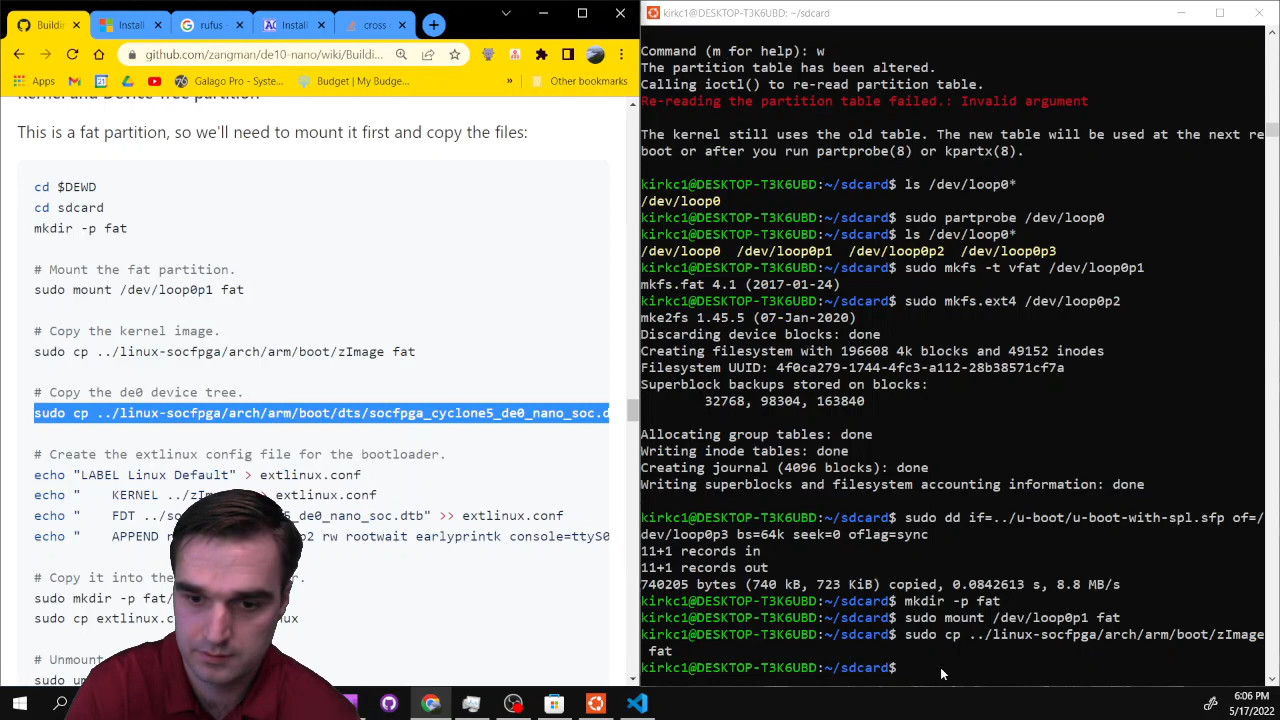 Buildi
Install
rufus -
Install
cross
github.com/zangman/de10-nano/wiki/Buildi...
Apps
Galago Pro - Syste...
Budget | My Budge...
»
Other bookmarks
Kernel and Device Tree partition
This is a fat partition, so we'll need to mount it first and copy the files:
cd $DEWD
cd sdcard
mkdir -p fat
# Mount the fat partition.
sudo mount /dev/loop0p1 fat
# Copy the kernel image.
sudo cp ../linux-socfpga/arch/arm/boot/zImage fat
# Copy the de0 device tree.
sudo cp ../linux-socfpga/arch/arm/boot/dts/socfpga_cyclone5_de0_nano_soc.d
# Create the extlinux config file for the bootloader.
echo "LABEL Linux Default" > extlinux.conf
echo "    KERNEL ../zI > extlinux.conf
echo "    FDT ../so 5_de0_nano_soc.dtb" >> extlinux.conf
echo "    APPEND p2 rw rootwait earlyprintk console=ttyS0
# Copy it into the r.
sudo mkdir -p fat/
sudo cp extlinux.c nux
# Unmount
sudo
kirkc1@DESKTOP-T3K6UBD: ~/sdcard
Command (m for help): w
The partition table has been altered.
Calling ioctl() to re-read partition table.
Re-reading the partition table failed.: Invalid argument
The kernel still uses the old table. The new table will be used at the next re
boot or after you run partprobe(8) or kpartx(8).
kirkc1@DESKTOP-T3K6UBD:~/sdcard$ ls /dev/loop0*
/dev/loop0
kirkc1@DESKTOP-T3K6UBD:~/sdcard$ sudo partprobe /dev/loop0
kirkc1@DESKTOP-T3K6UBD:~/sdcard$ ls /dev/loop0*
/dev/loop0  /dev/loop0p1  /dev/loop0p2  /dev/loop0p3
kirkc1@DESKTOP-T3K6UBD:~/sdcard$ sudo mkfs -t vfat /dev/loop0p1
mkfs.fat 4.1 (2017-01-24)
kirkc1@DESKTOP-T3K6UBD:~/sdcard$ sudo mkfs.ext4 /dev/loop0p2
mke2fs 1.45.5 (07-Jan-2020)
Discarding device blocks: done
Creating filesystem with 196608 4k blocks and 49152 inodes
Filesystem UUID: 4f0ca279-1744-4fc3-a112-28b38571cf7a
Superblock backups stored on blocks:
        32768, 98304, 163840
Allocating group tables: done
Writing inode tables: done
Creating journal (4096 blocks): done
Writing superblocks and filesystem accounting information: done
kirkc1@DESKTOP-T3K6UBD:~/sdcard$ sudo dd if=../u-boot/u-boot-with-spl.sfp of=/
dev/loop0p3 bs=64k seek=0 oflag=sync
11+1 records in
11+1 records out
740205 bytes (740 kB, 723 KiB) copied, 0.0842613 s, 8.8 MB/s
kirkc1@DESKTOP-T3K6UBD:~/sdcard$ mkdir -p fat
kirkc1@DESKTOP-T3K6UBD:~/sdcard$ sudo mount /dev/loop0p1 fat
kirkc1@DESKTOP-T3K6UBD:~/sdcard$ sudo cp ../linux-socfpga/arch/arm/boot/zImage
 fat
kirkc1@DESKTOP-T3K6UBD:~/sdcard$
6:06 PM
5/17/2022